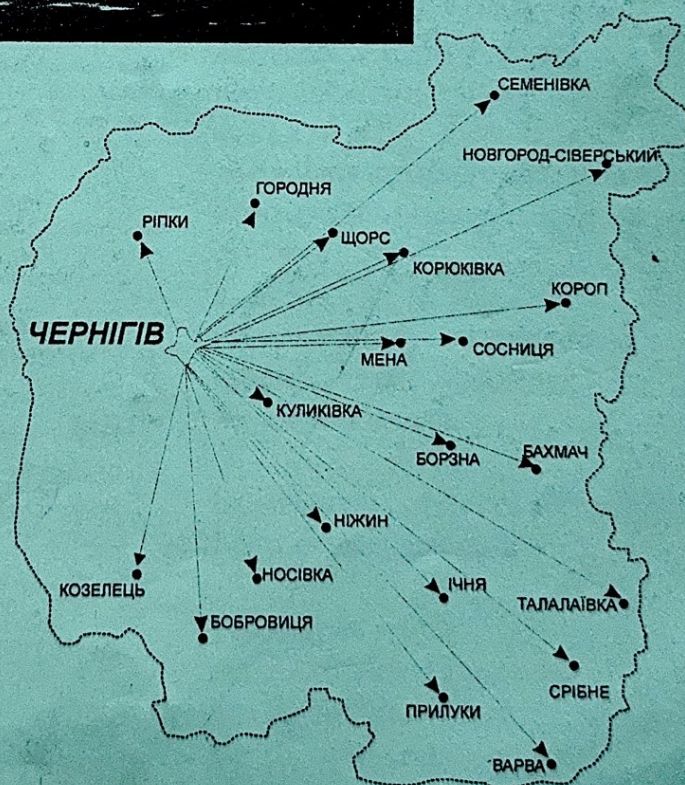 СЕМЕНІВКА
НОВГОРОД-СІВЕРСЬКИЙ
ГОРОДНЯ
РІПКИ
ЩОРС
КОРЮКІВКА
КОРОП
ЧЕРНІГІВ
МЕНА
СОСНИЦЯ
КУЛИКІВКА
БОРЗНА
БАХМАЧ
НІЖИН
НОСІВКА
КОЗЕЛЕЦЬ
ІЧНЯ
ТАЛАЛАЇВКА
БОБРОВИЦЯ
СРІБНЕ
ПРИЛУКИ
ВАРВА